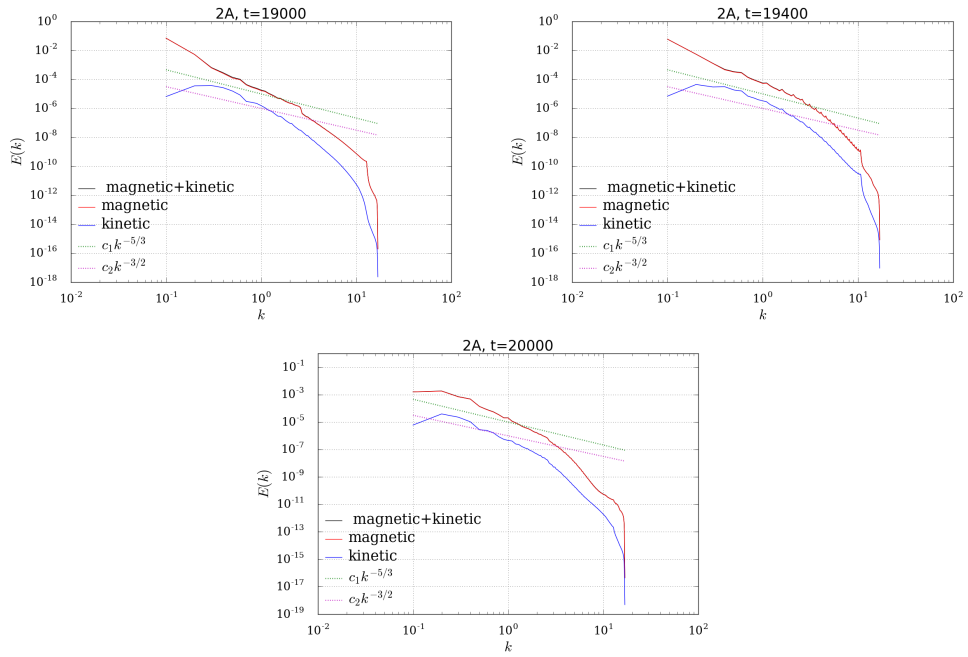 2A, t=19000
10^0
10^-2
10^-4
10^-6
10^-8
10^-10
10^-12
10^-14
10^-16
10^-18
E(k)
magnetic+kinetic
magnetic
kinetic
c_1k^-5/3
c_2k^-3/2
10^-2 10^-1 10^0 10^1 10^2
k
2A, t=19400
10^0
10^-2
10^-4
10^-6
10^-8
10^-10
10^-12
10^-14
10^-16
10^-18
E(k)
magnetic+kinetic
magnetic
kinetic
c_1k^-5/3
c_2k^-3/2
10^-2 10^-1 10^0 10^1 10^2
k
2A, t=20000
10^-1
10^-3
10^-5
10^-7
10^-9
10^-11
10^-13
10^-15
10^-17
10^-19
E(k)
magnetic+kinetic
magnetic
kinetic
c_1k^-5/3
c_2k^-3/2
10^-2 10^-1 10^0 10^1 10^2
k